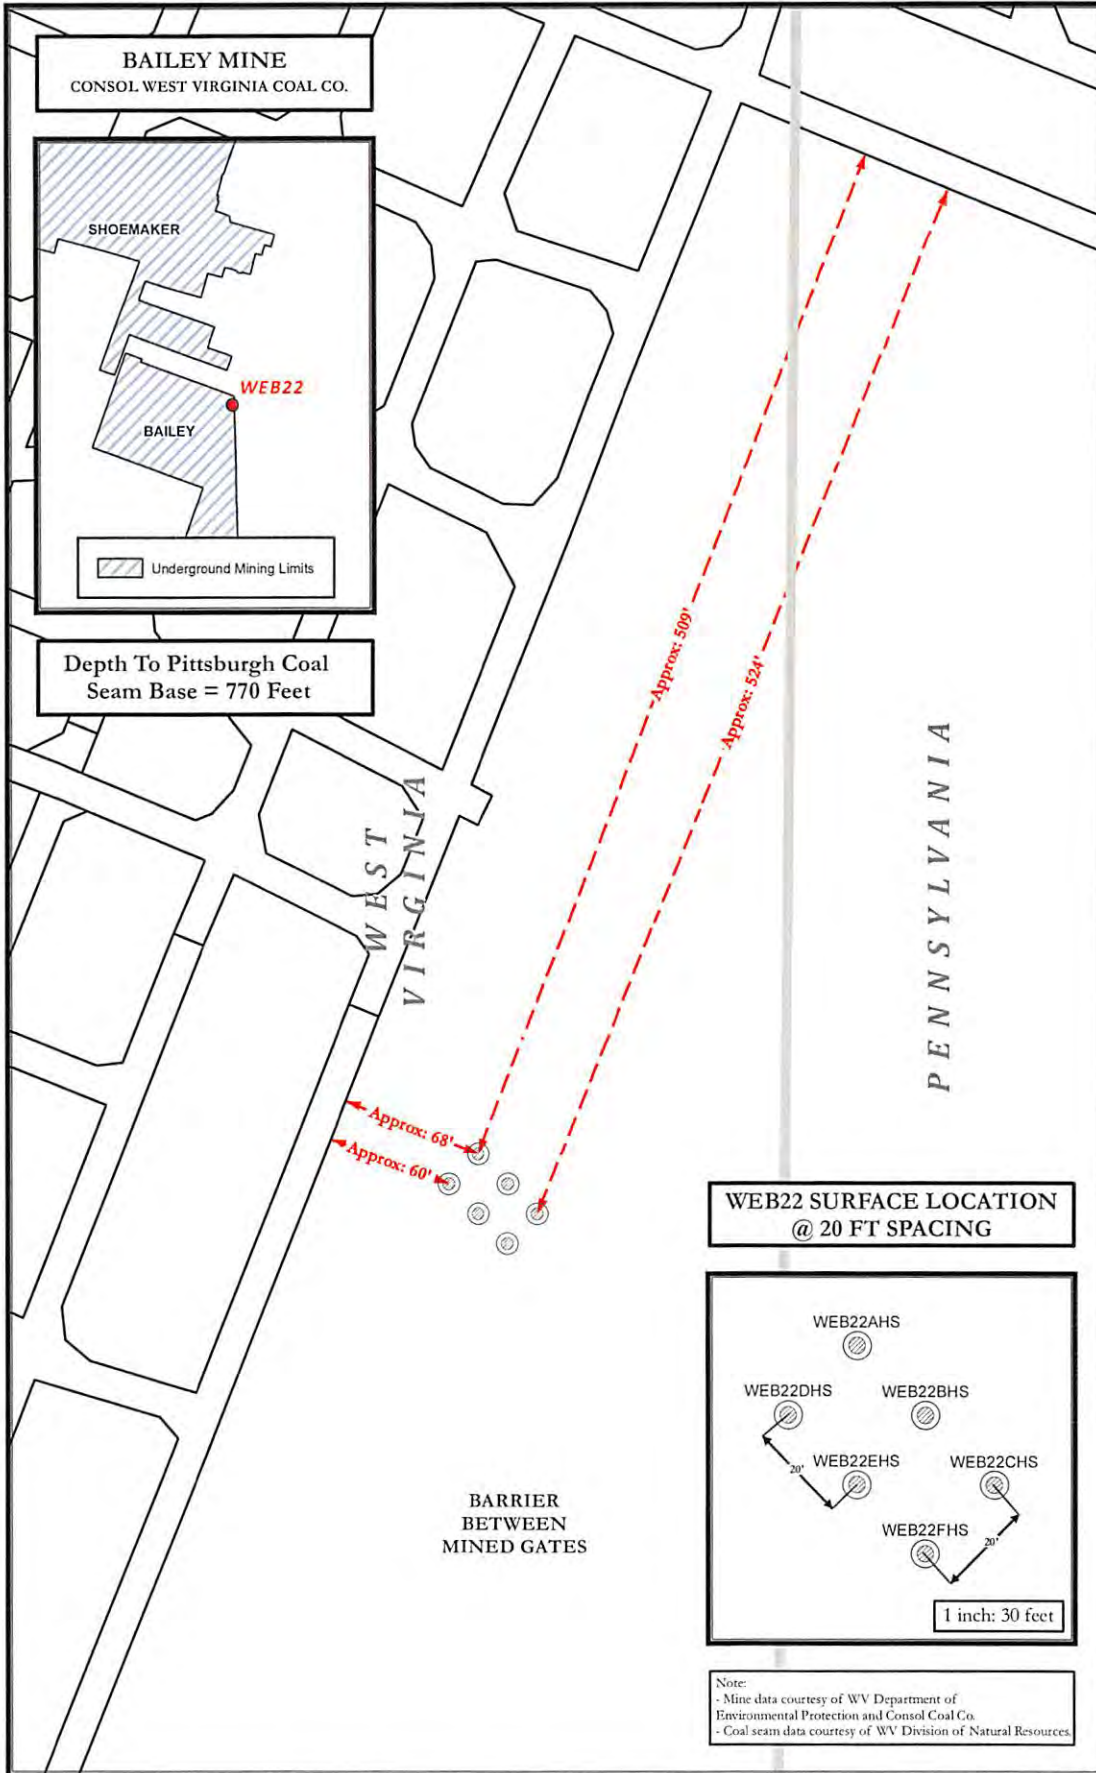 BAILEY MINE
CONSOL WEST VIRGINIA COAL CO.
SHOEMAKER
WEB22
BAILEY
Underground Mining Limits
Depth To Pittsburgh Coal
Seam Base = 770 Feet
Approx: 509'
Approx: 524'
WEST
VIRGINIA
PENNSYLVANIA
Approx: 68'
Approx: 60'
WEB22 SURFACE LOCATION
@ 20 FT SPACING
WEB22AHS
WEB22DHS
WEB22BHS
20'
WEB22EHS
WEB22CHS
WEB22FHS
20'
1 inch: 30 feet
BARRIER
BETWEEN
MINED GATES
Note:
- Mine data courtesy of WV Department of
Environmental Protection and Consol Coal Co.
- Coal seam data courtesy of WV Division of Natural Resources.